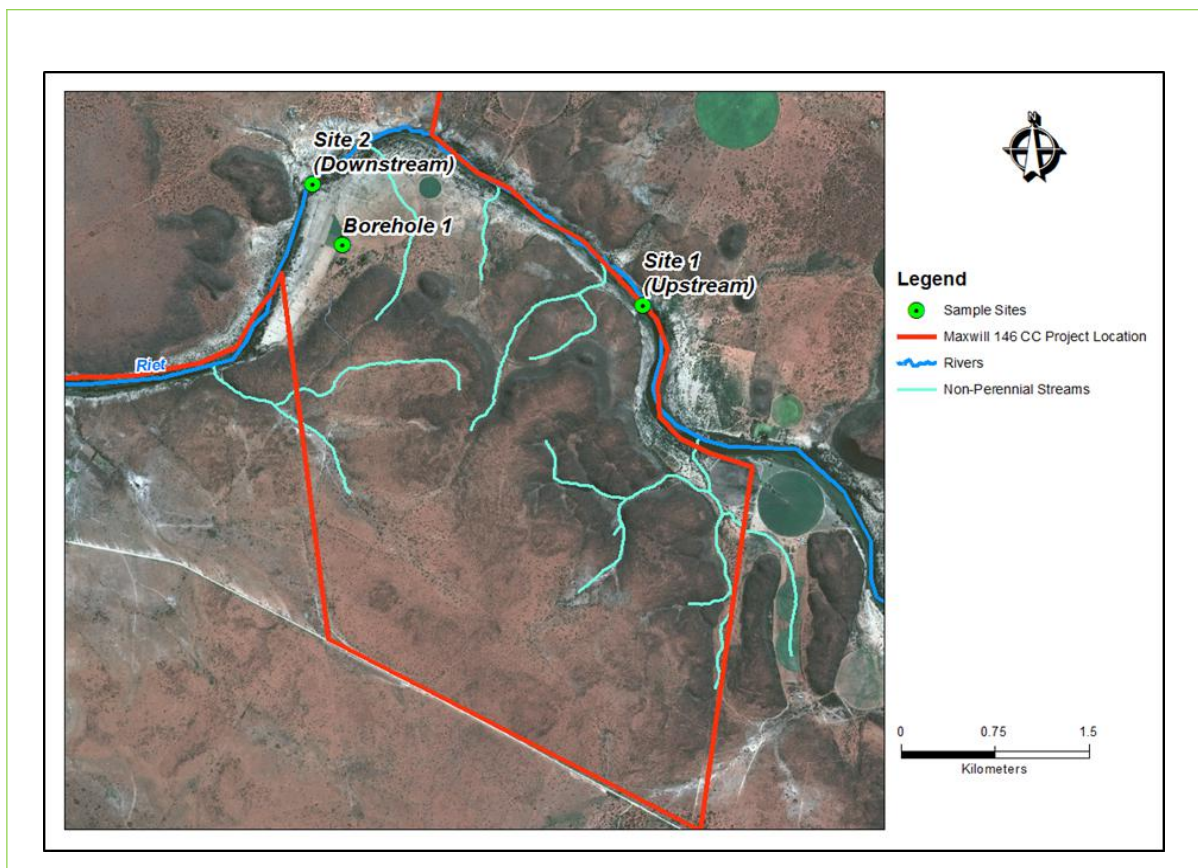 Site 2
(Downstream)
Borehole 1
Site 1
(Upstream)
Riet
N
Legend
Sample Sites
Maxwill 146 CC Project Location
Rivers
Non-Perennial Streams
0 0.75 1.5
Kilometers